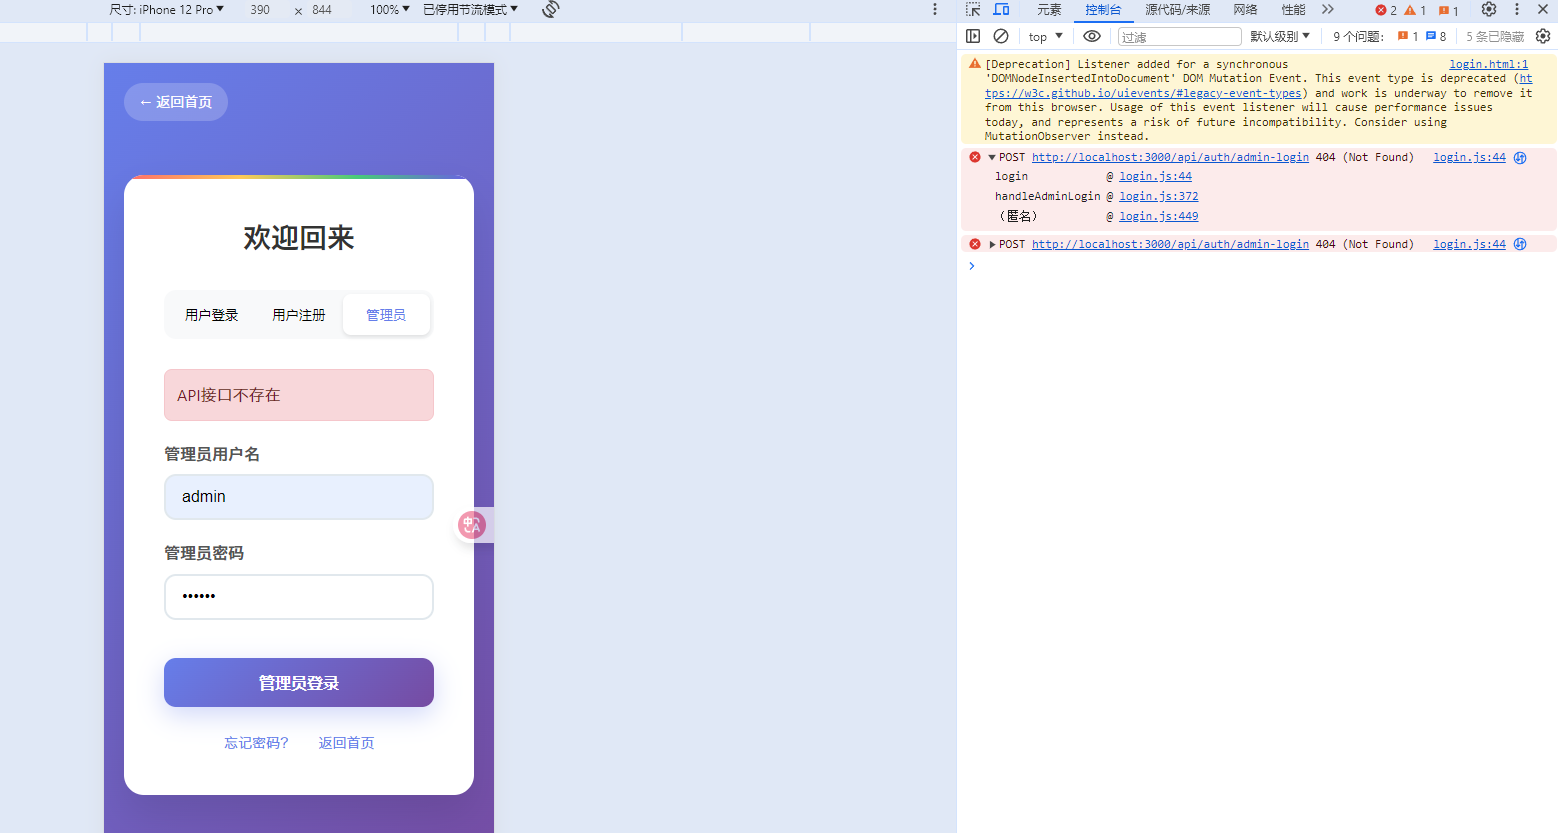 尺寸: iPhone 12 Pro 390 × 844 100% 已停用节流模式
← 返回首页
欢迎回来
用户登录 用户注册 管理员
API接口不存在
管理员用户名
admin
管理员密码
••••••
管理员登录
忘记密码? 返回首页
元素 控制台 源代码/来源 网络 性能 2 1 1
top 过滤 默认级别 9 个问题: 1 8 5 条已隐藏
[Deprecation] Listener added for a synchronous login.html:1
'DOMNodeInsertedIntoDocument' DOM Mutation Event. This event type is deprecated (ht
tps://w3c.github.io/uievents/#legacy-event-types) and work is underway to remove it
from this browser. Usage of this event listener will cause performance issues
today, and represents a risk of future incompatibility. Consider using
MutationObserver instead.
POST http://localhost:3000/api/auth/admin-login 404 (Not Found) login.js:44
login @ login.js:44
handleAdminLogin @ login.js:372
(匿名) @ login.js:449
POST http://localhost:3000/api/auth/admin-login 404 (Not Found) login.js:44
中 A